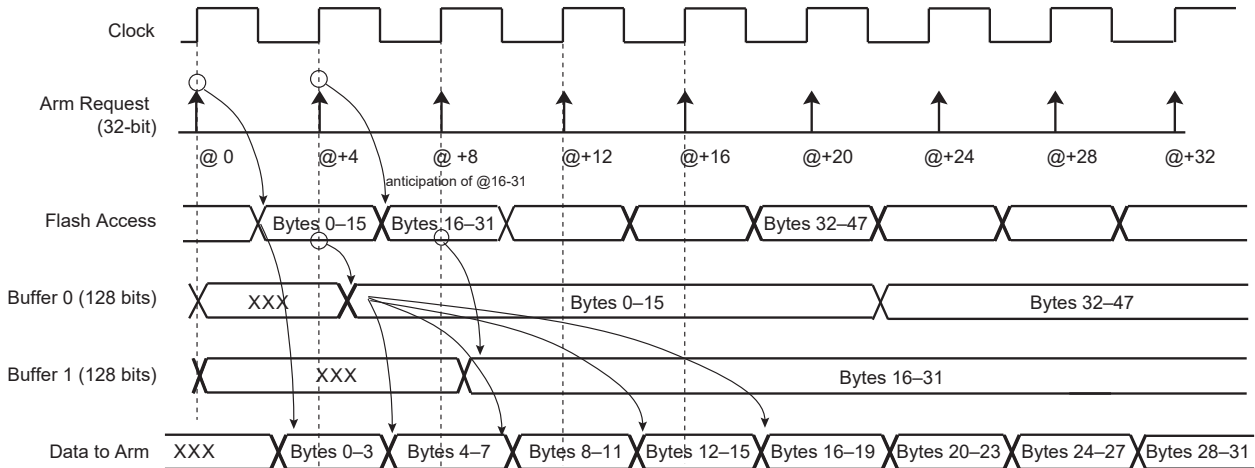 Clock
Arm Request
(32-bit)
@ 0
@+4
@ +8
@+12
@+16
@+20
@+24
@+28
@+32
anticipation of @16-31
Flash Access
Bytes 0–15
Bytes 16–31
Bytes 32–47
Buffer 0 (128 bits)
XXX
Bytes 0–15
Bytes 32–47
Buffer 1 (128 bits)
XXX
Bytes 16–31
Data to Arm
XXX
Bytes 0–3
Bytes 4–7
Bytes 8–11
Bytes 12–15
Bytes 16–19
Bytes 20–23
Bytes 24–27
Bytes 28–31